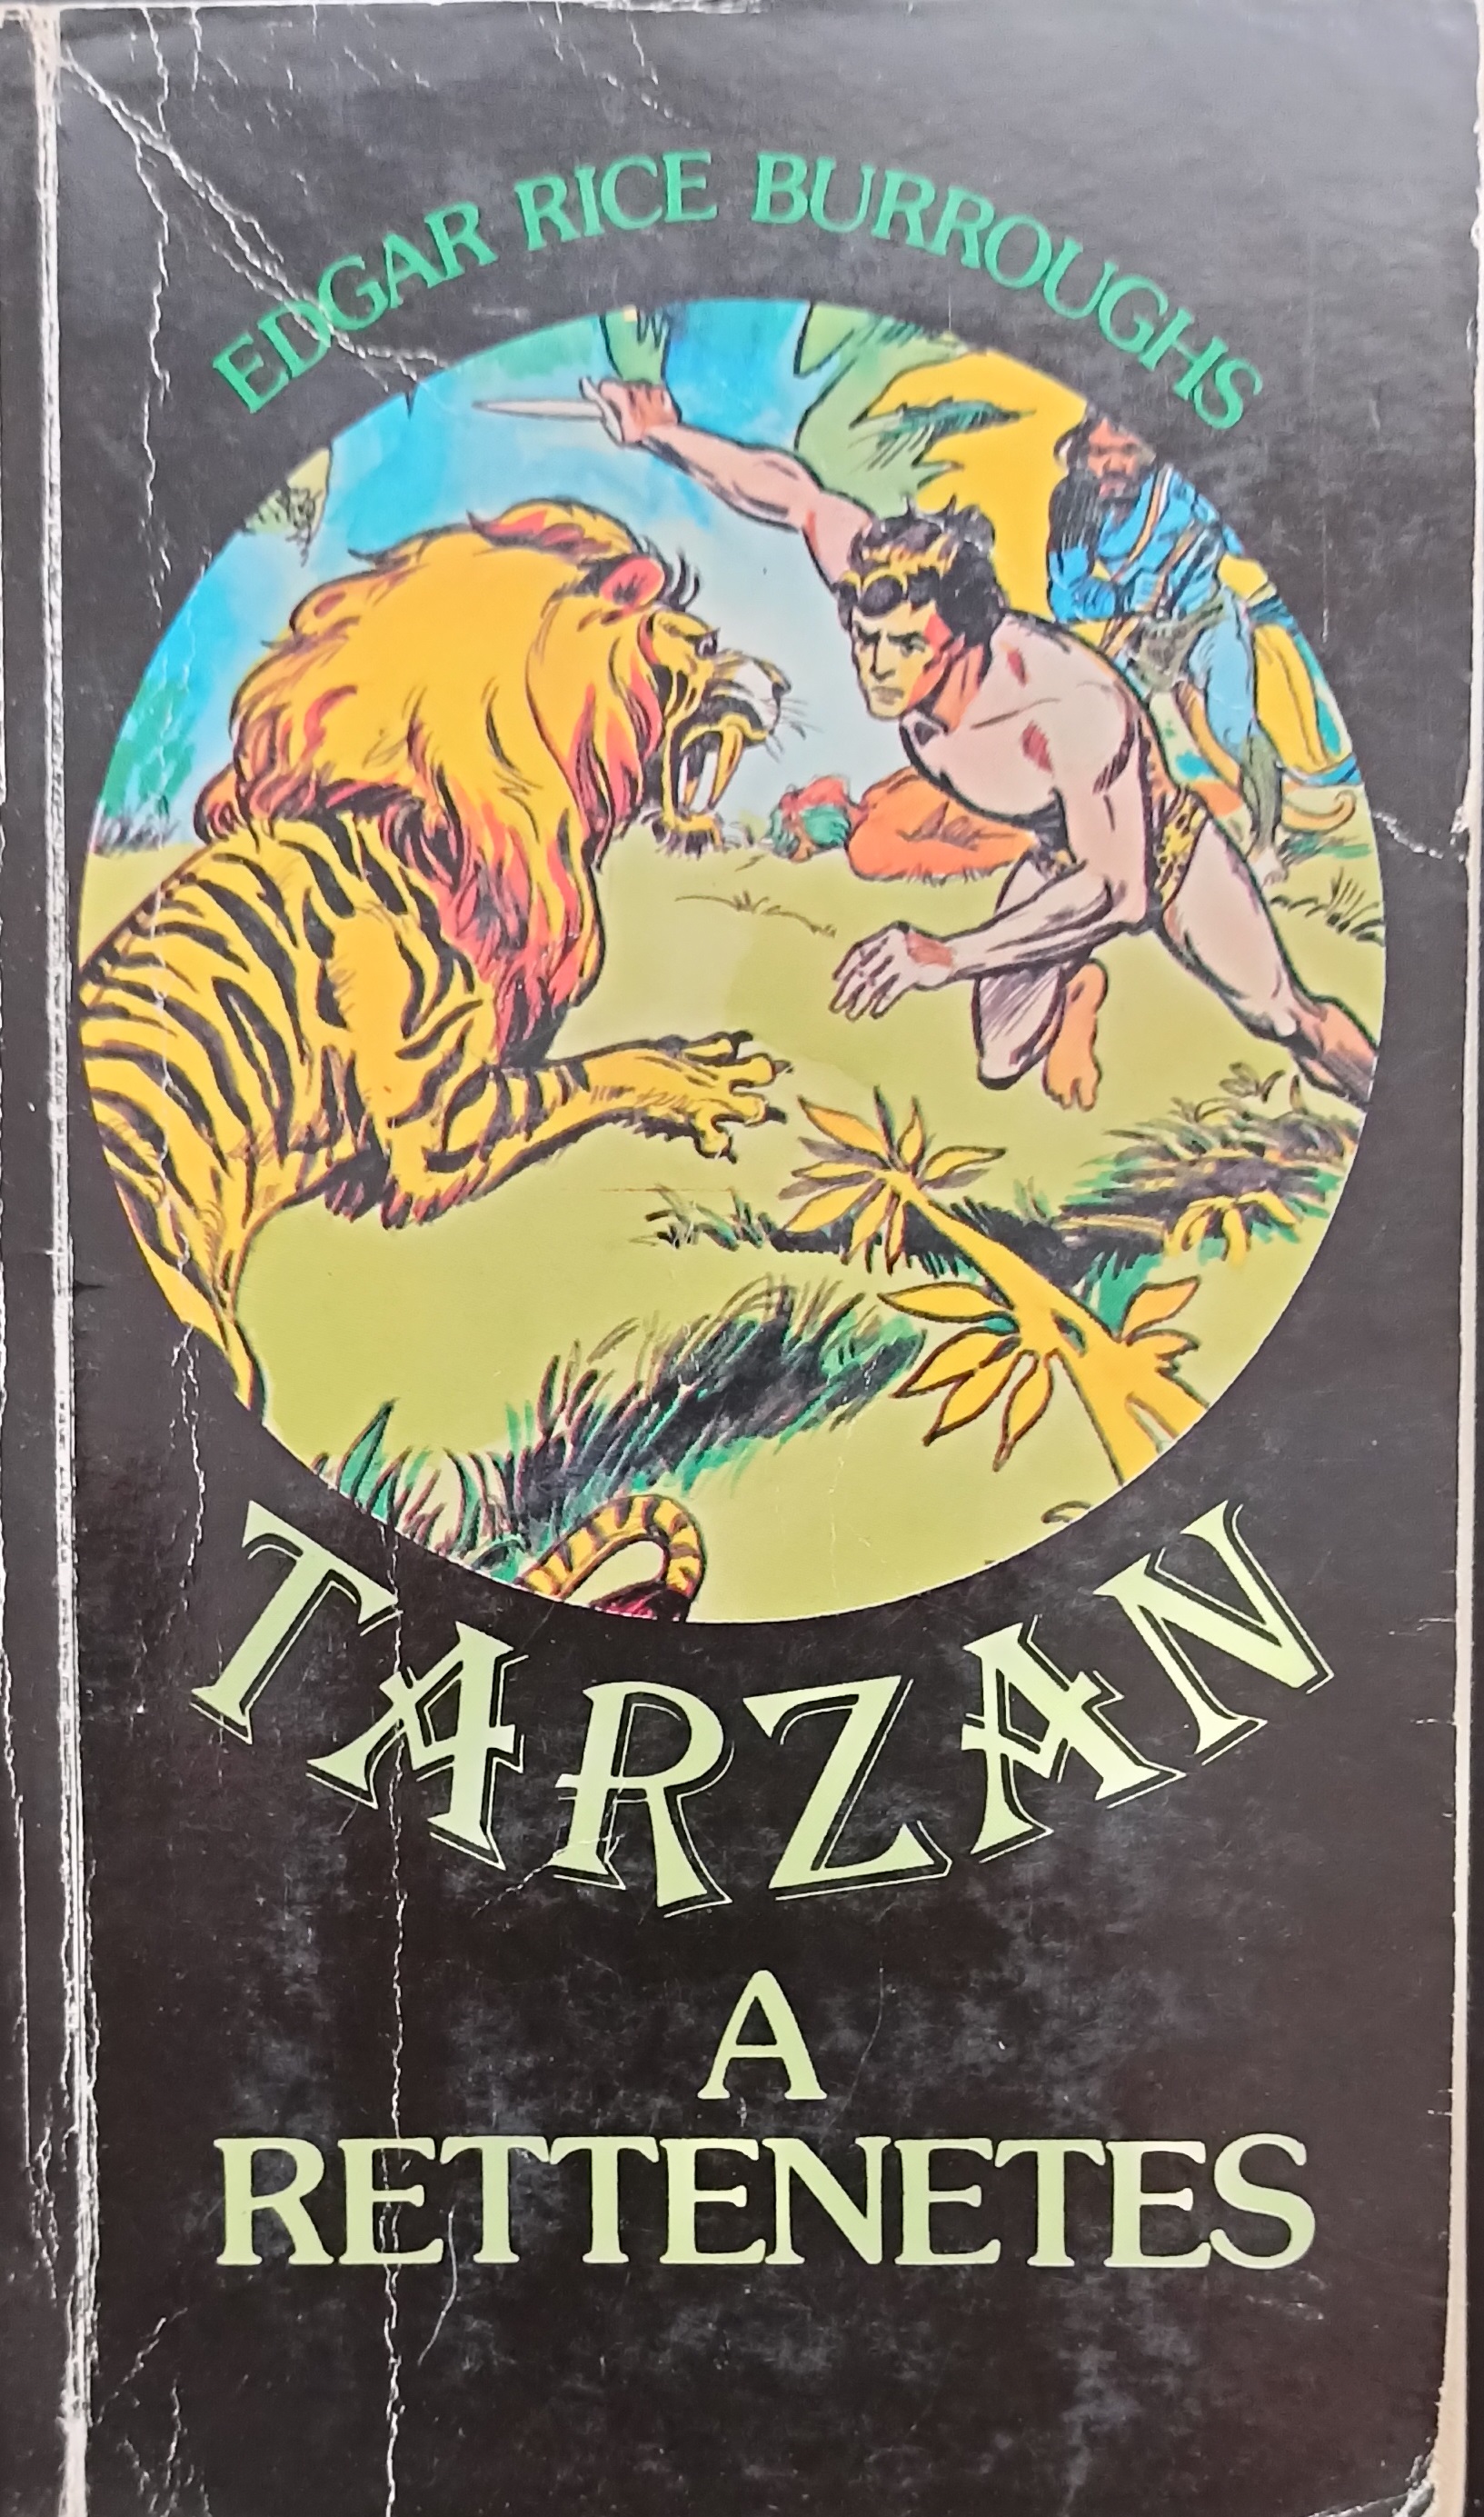 EDGAR RICE BURROUGHS
TARZAN
A
RETTENETES